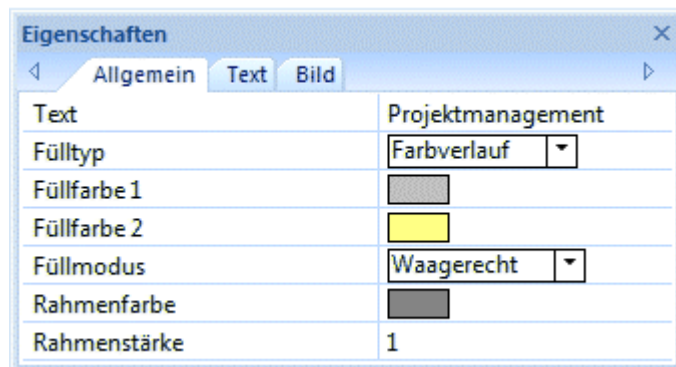 Eigenschaften
Allgemein Text Bild
Text Projektmanagement
Fülltyp Farbverlauf
Füllfarbe 1
Füllfarbe 2
Füllmodus Waagerecht
Rahmenfarbe
Rahmenstärke 1